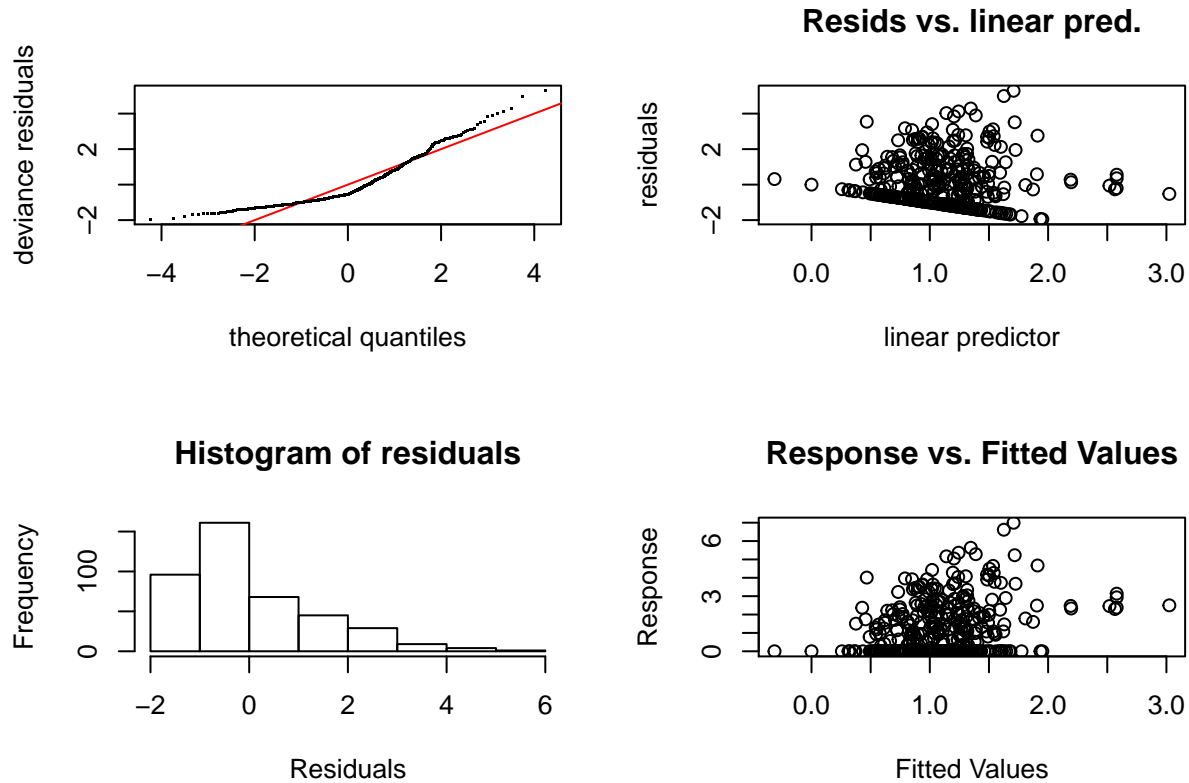 deviance residuals
2
−2
−4 −2 0 2 4
theoretical quantiles
Resids vs. linear pred.
residuals
2
−2
0.0 1.0 2.0 3.0
linear predictor
Histogram of residuals
Frequency
100
0
−2 0 2 4 6
Residuals
Response vs. Fitted Values
Response
6
3
0
0.0 1.0 2.0 3.0
Fitted Values